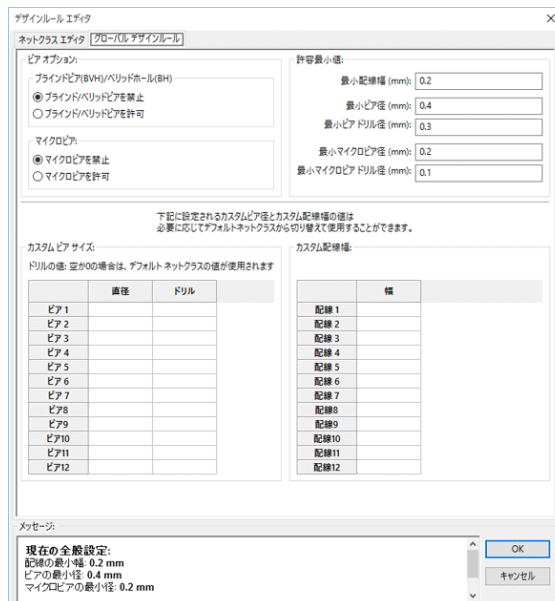 デザインルール エディタ
ネットクラス エディタ グローバル デザインルール
ビア オプション:
ブラインドビア(BVH)/ベリッドホール(BH)
ブラインド/ベリッドビアを禁止
ブラインド/ベリッドビアを許可
マイクロビア:
マイクロビアを禁止
マイクロビアを許可
許容最小値:
最小配線幅 (mm): 0.2
最小ビア径 (mm): 0.4
最小ビアドリル径 (mm): 0.3
最小マイクロビア径 (mm): 0.2
最小マイクロビアドリル径 (mm): 0.1
下記に設定されるカスタムビア径とカスタム配線幅の値は
必要に応じてデフォルトネットクラスから切り替えて使用することができます。
カスタム ビア サイズ:
ドリルの値: 空か0の場合は、デフォルト ネットクラスの値が使用されます
直径 ドリル
ビア 1
ビア 2
ビア 3
ビア 4
ビア 5
ビア 6
ビア 7
ビア8
ビア9
ビア10
ビア11
ビア12
カスタム配線幅:
幅
配線 1
配線 2
配線 3
配線 4
配線 5
配線 6
配線 7
配線8
配線9
配線10
配線11
配線12
メッセージ:
現在の全般設定:
配線の最小幅: 0.2 mm
ビアの最小径: 0.4 mm
マイクロビアの最小径: 0.2 mm
OK
キャンセル